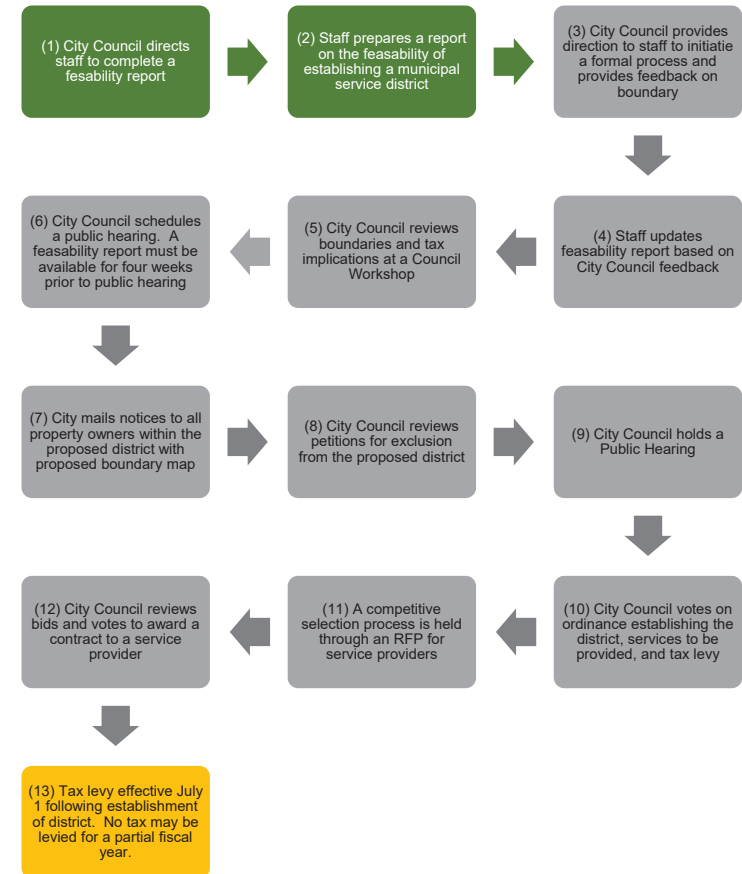 (1) City Council directs
staff to complete a
fesability report
(2) Staff prepares a report
on the feasability of
establishing a municipal
service district
(3) City Council provides
direction to staff to initiatie
a formal process and
provides feedback on
boundary
(4) Staff updates
feasability report based on
City Council feedback
(5) City Council reviews
boundaries and tax
implications at a Council
Workshop
(6) City Council schedules
a public hearing.  A
feasability report must be
available for four weeks
prior to public hearing
(7) City mails notices to all
property owners within the
proposed district with
proposed boundary map
(8) City Council reviews
petitions for exclusion
from the proposed district
(9) City Council holds a
Public Hearing
(10) City Council votes on
ordinance establishing the
district, services to be
provided, and tax levy
(11) A competitive
selection process is held
through an RFP for
service providers
(12) City Council reviews
bids and votes to award a
contract to a service
provider
(13) Tax levy effective July
1 following establishment
of district.  No tax may be
levied for a partial fiscal
year.